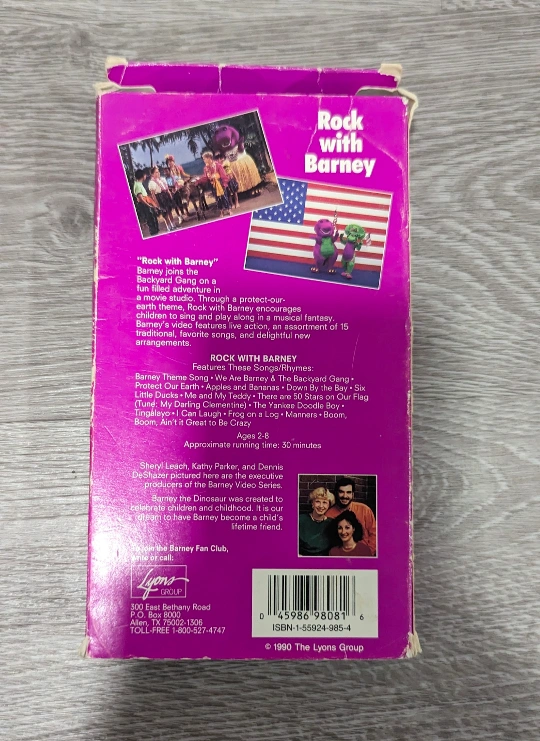 Rock
with
Barney
"Rock with Barney"
Barney joins the
Backyard Gang on a
fun filled adventure in
a movie studio. Through a protect-our-
earth theme, Rock with Barney encourages
children to sing and play along in a musical fantasy.
Barney's video features live action, an assortment of 15
traditional, favorite songs, and delightful new
arrangements.
ROCK WITH BARNEY
Features These Songs/Rhymes:
Barney Theme Song • We Are Barney & The Backyard Gang •
Protect Our Earth • Apples and Bananas • Down By the Bay • Six
Little Ducks • Me and My Teddy • There are 50 Stars on Our Flag
(Tune: My Darling Clementine) • The Yankee Doodle Boy •
Tingalayo • I Can Laugh • Frog on a Log • Manners • Boom,
Boom, Ain't it Great to Be Crazy
Ages 2-8
Approximate running time: 30 minutes
Sheryl Leach, Kathy Parker, and Dennis
DeShazer pictured here are the executive
producers of the Barney Video Series.
Barney the Dinosaur was created to
celebrate children and childhood. It is our
dream to have Barney become a child's
lifetime friend.
To join the Barney Fan Club,
write or call:
Lyons
GROUP
300 East Bethany Road
P.O. Box 8000
Allen, TX 75002-1306
TOLL-FREE 1-800-527-4747
0 45986 98081 6
ISBN-1-55924-985-4
© 1990 The Lyons Group